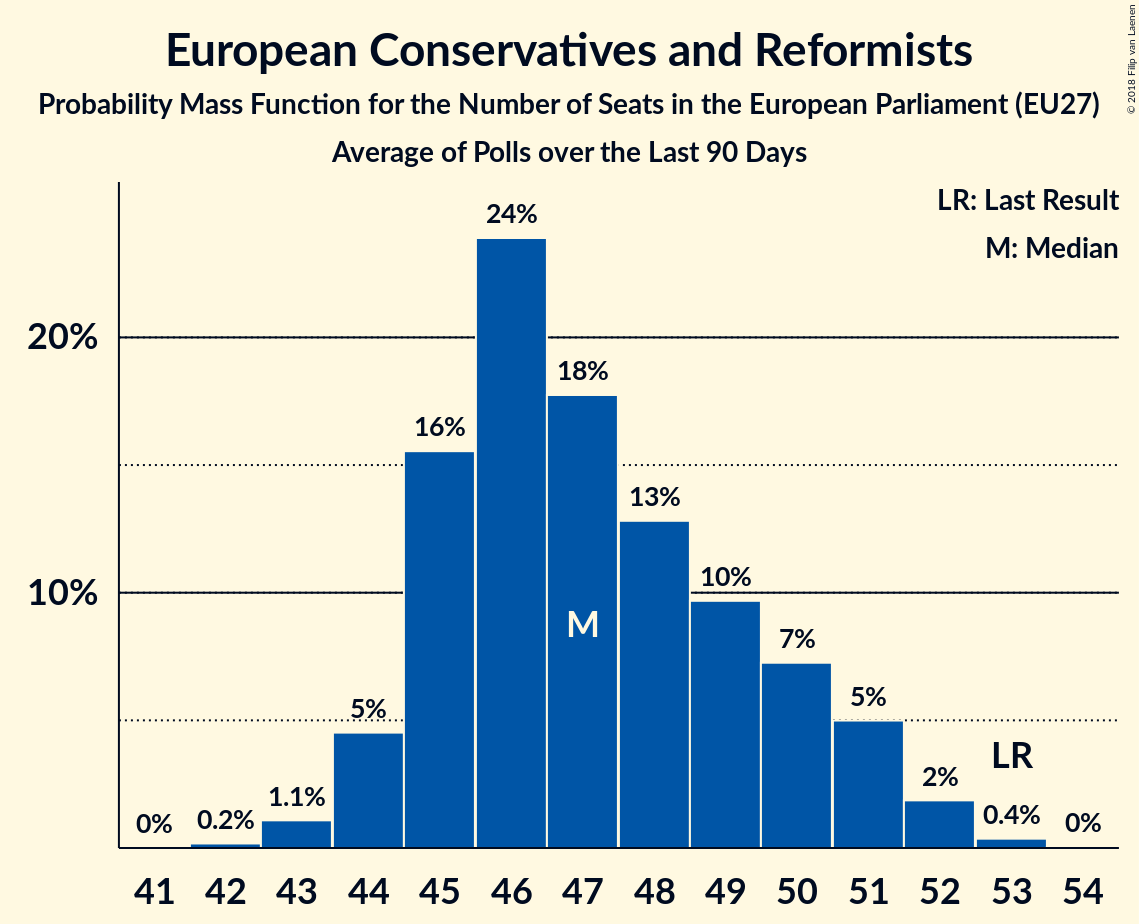 European Conservatives and Reformists
Probability Mass Function for the Number of Seats in the European Parliament (EU27)
Average of Polls over the Last 90 Days
© 2018 Filip van Laenen
LR: Last Result
M: Median
20%
10%
0%
0.2%
1.1%
5%
16%
24%
18%
13%
10%
7%
5%
2%
0.4%
0%
M
LR
41 42 43 44 45 46 47 48 49 50 51 52 53 54